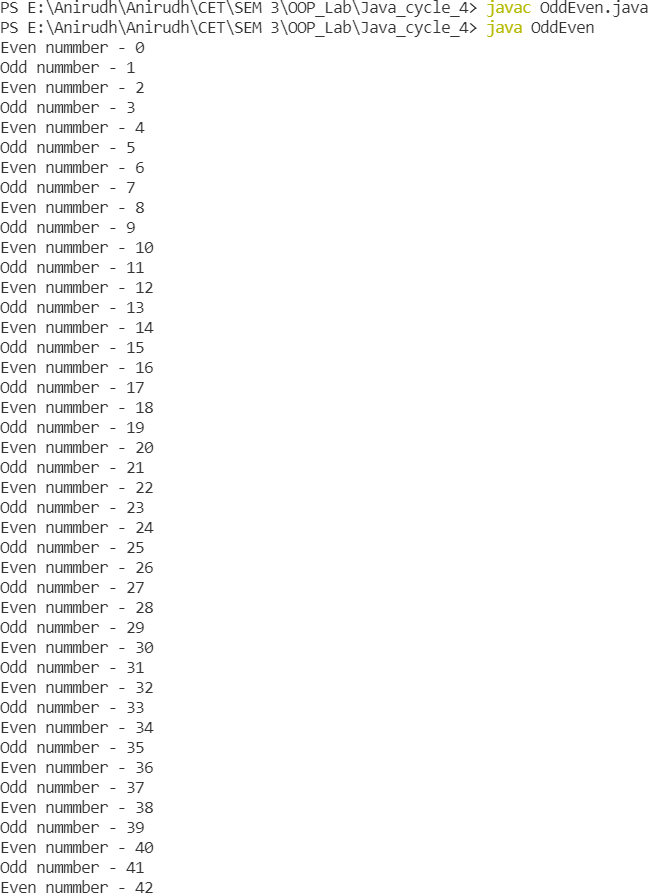 PS E:\Anirudh\Anirudh\CET\SEM 3\OOP_Lab\Java_cycle_4> javac OddEven.java
PS E:\Anirudh\Anirudh\CET\SEM 3\OOP_Lab\Java_cycle_4> java OddEven
Even nummber - 0
Odd nummber - 1
Even nummber - 2
Odd nummber - 3
Even nummber - 4
Odd nummber - 5
Even nummber - 6
Odd nummber - 7
Even nummber - 8
Odd nummber - 9
Even nummber - 10
Odd nummber - 11
Even nummber - 12
Odd nummber - 13
Even nummber - 14
Odd nummber - 15
Even nummber - 16
Odd nummber - 17
Even nummber - 18
Odd nummber - 19
Even nummber - 20
Odd nummber - 21
Even nummber - 22
Odd nummber - 23
Even nummber - 24
Odd nummber - 25
Even nummber - 26
Odd nummber - 27
Even nummber - 28
Odd nummber - 29
Even nummber - 30
Odd nummber - 31
Even nummber - 32
Odd nummber - 33
Even nummber - 34
Odd nummber - 35
Even nummber - 36
Odd nummber - 37
Even nummber - 38
Odd nummber - 39
Even nummber - 40
Odd nummber - 41
Even nummber - 42